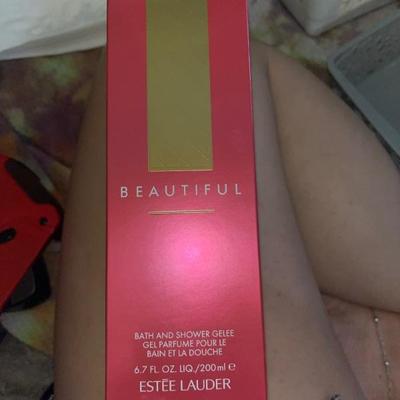 BEAUTIFUL
BATH AND SHOWER GELEE
GEL PARFUME POUR LE
BAIN ET LA DOUCHE
6.7 FL. OZ. LIQ./200 ml ℮
ESTĒE LAUDER